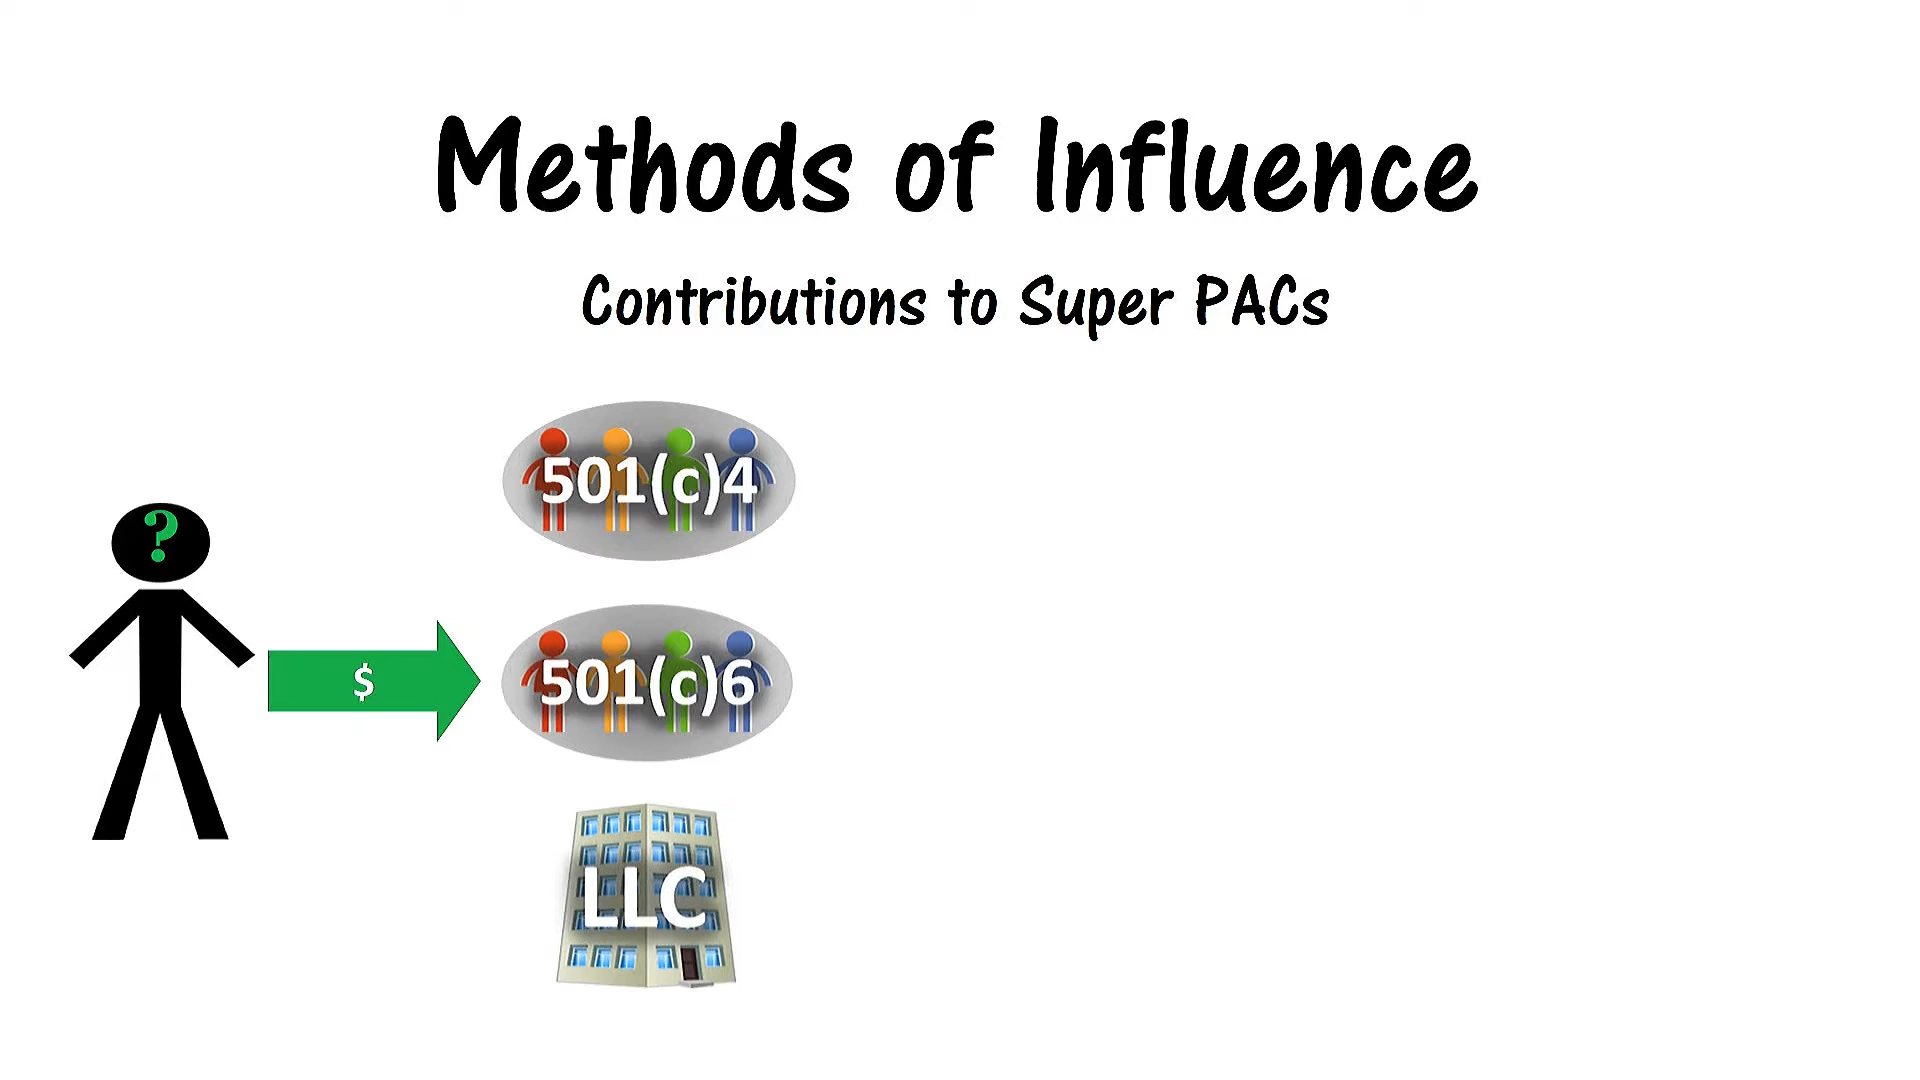 Methods of Influence
Contributions to Super PACs
501(c)4
?
$
501(c)6
LLC